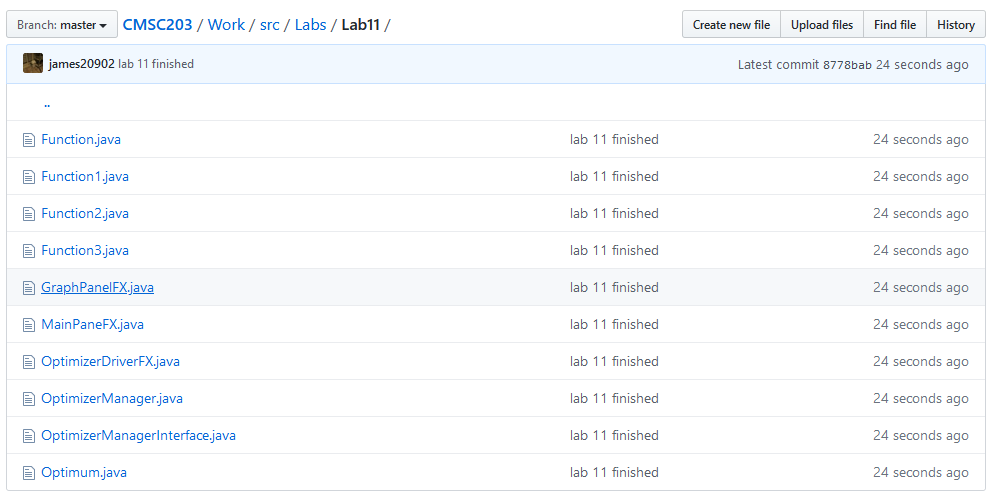 Branch: master CMSC203 / Work / src / Labs / Lab11 / Create new file Upload files Find file History
james20902 lab 11 finished Latest commit 8778bab 24 seconds ago
..
Function.java lab 11 finished 24 seconds ago
Function1.java lab 11 finished 24 seconds ago
Function2.java lab 11 finished 24 seconds ago
Function3.java lab 11 finished 24 seconds ago
GraphPanelFX.java lab 11 finished 24 seconds ago
MainPaneFX.java lab 11 finished 24 seconds ago
OptimizerDriverFX.java lab 11 finished 24 seconds ago
OptimizerManager.java lab 11 finished 24 seconds ago
OptimizerManagerInterface.java lab 11 finished 24 seconds ago
Optimum.java lab 11 finished 24 seconds ago